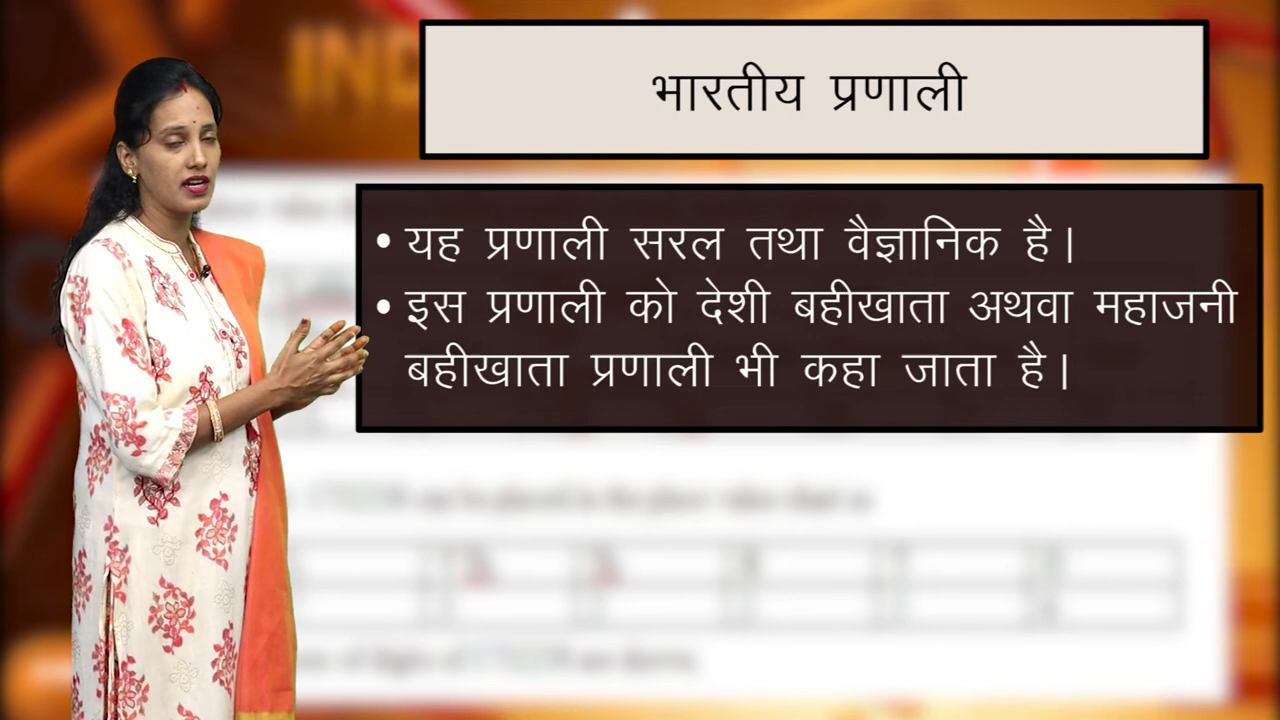 भारतीय प्रणाली
• यह प्रणाली सरल तथा वैज्ञानिक है।
• इस प्रणाली को देशी बहीखाता अथवा महाजनी
बहीखाता प्रणाली भी कहा जाता है।